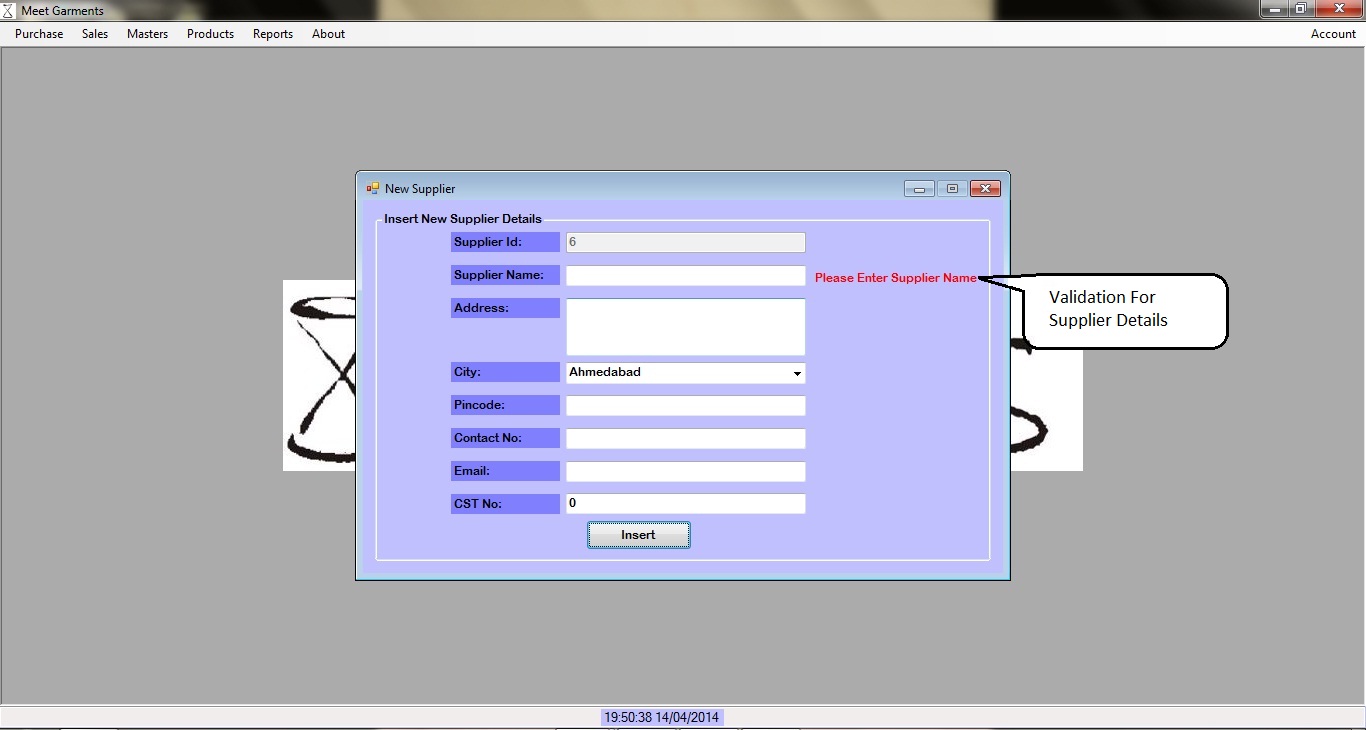 Meet Garments
Purchase Sales Masters Products Reports About Account
New Supplier
Insert New Supplier Details
Supplier Id: 6
Supplier Name: Please Enter Supplier Name
Validation For
Supplier Details
Address:
City: Ahmedabad
Pincode:
Contact No:
Email:
CST No: 0
Insert
19:50:38 14/04/2014